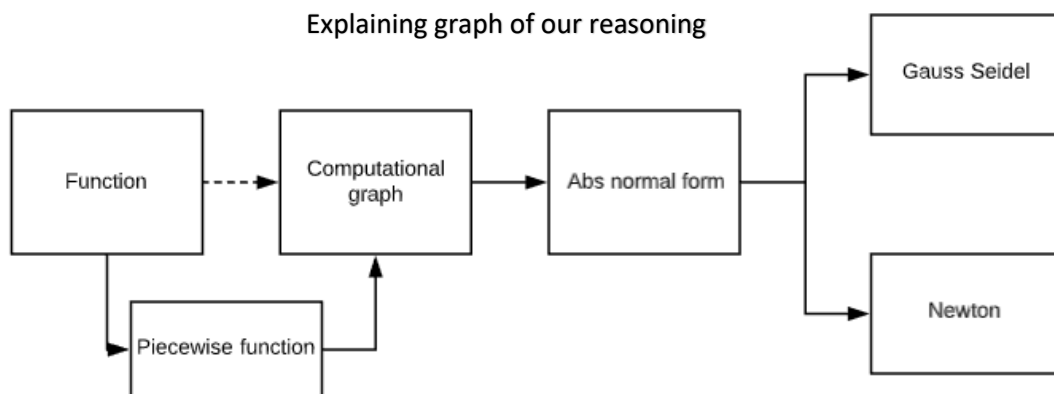 Explaining graph of our reasoning
Gauss Seidel
Function
Computational
graph
Abs normal form
Piecewise function
Newton